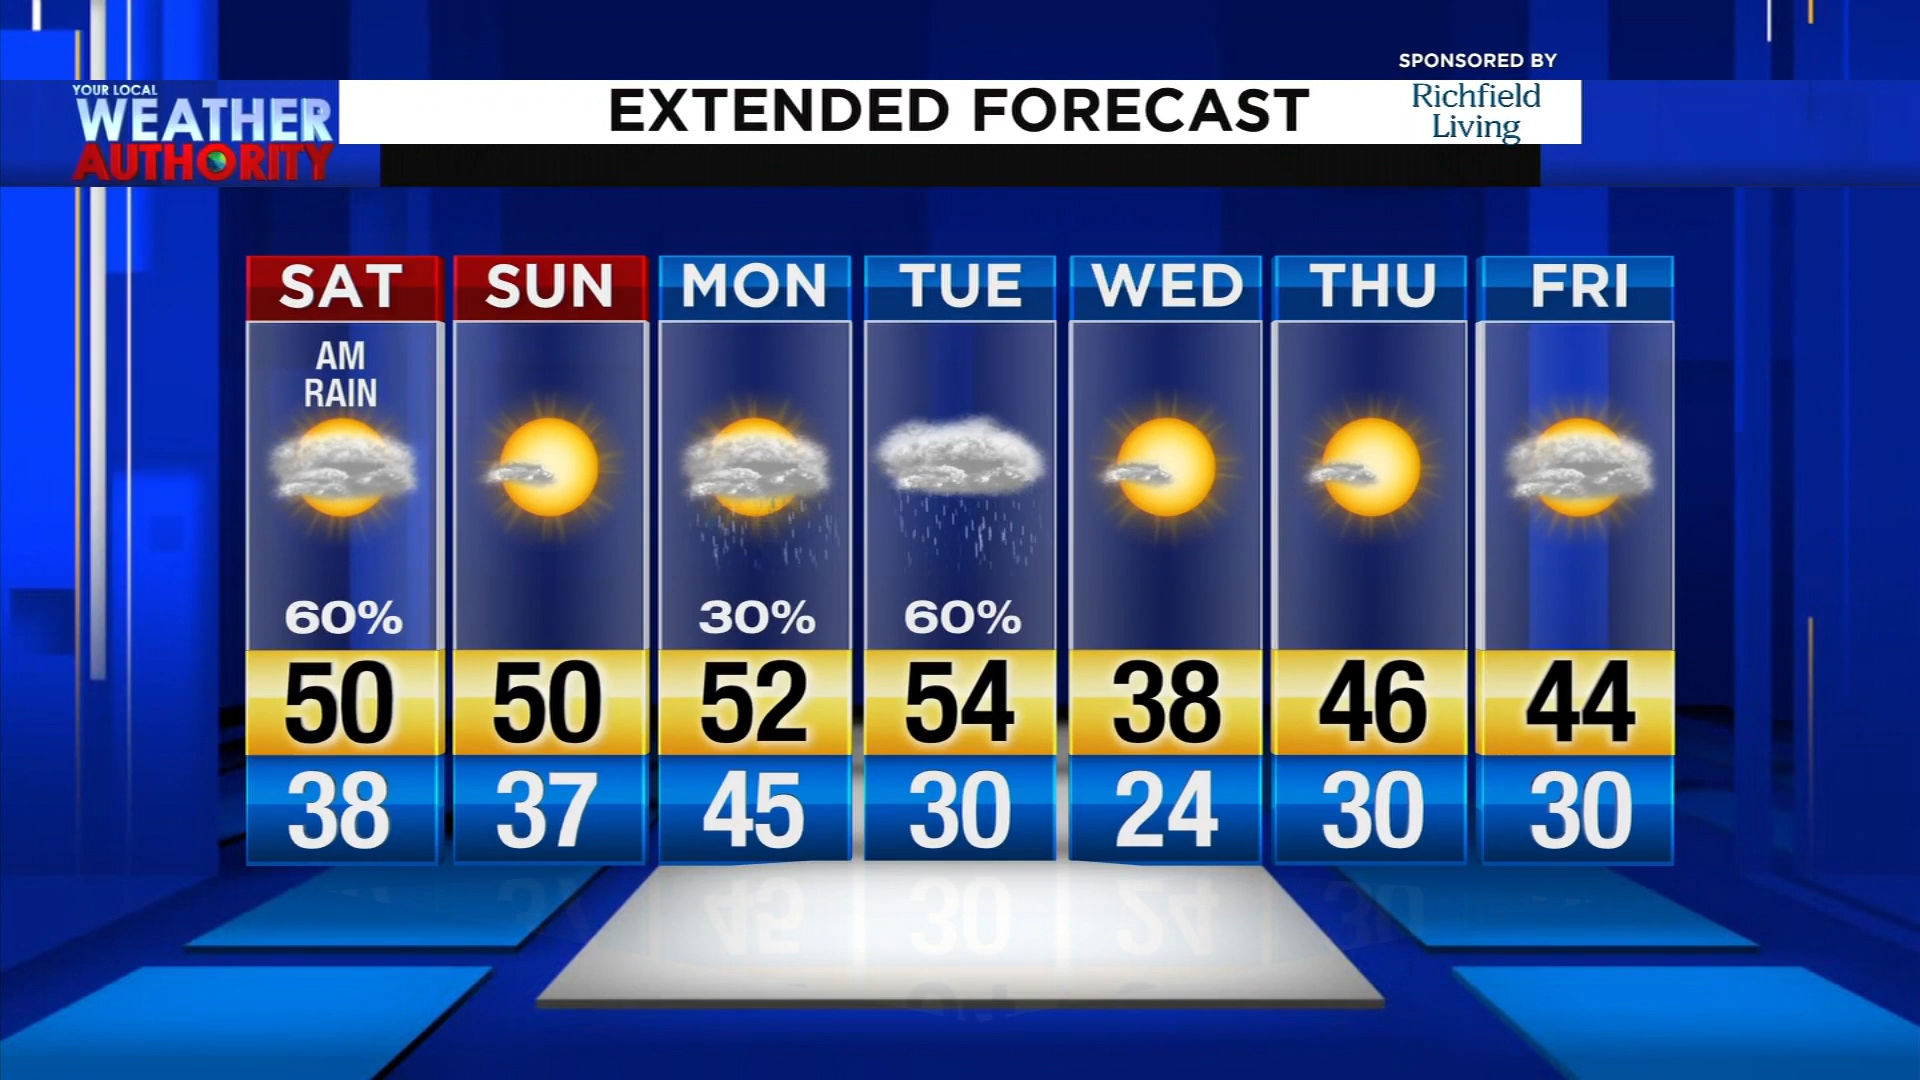 SPONSORED BY
YOUR LOCAL
WEATHER
AUTHORITY
EXTENDED FORECAST
Richfield
Living
SAT SUN MON TUE WED THU FRI
AM
RAIN
60% 30% 60%
50 50 52 54 38 46 44
38 37 45 30 24 30 30